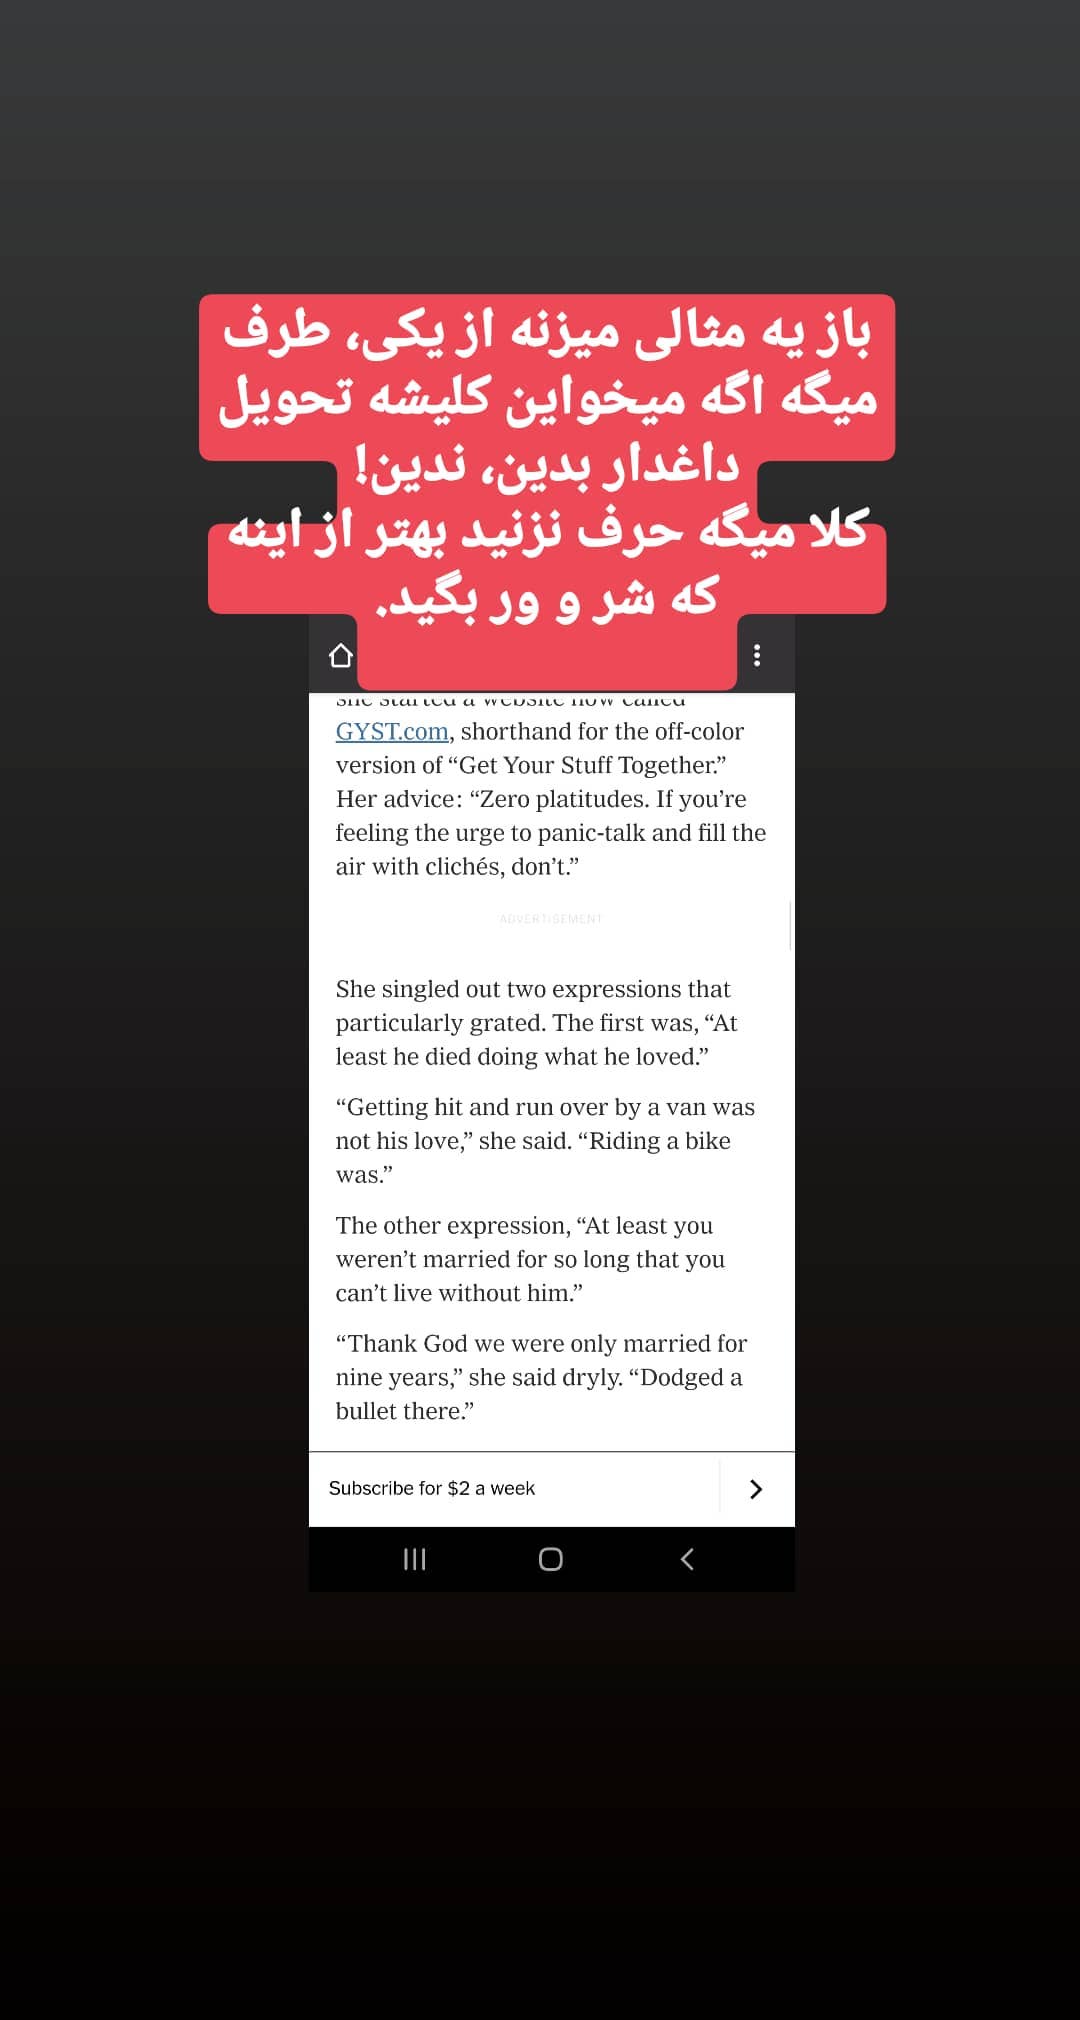 باز یه مثالی میزنه از یکی، طرف
میگه اگه میخواین کلیشه تحویل
داغدار بدین، ندین!
کلا میگه حرف نزنید بهتر از اینه
که شر و ور بگید.
she started a website now called
GYST.com, shorthand for the off-color
version of “Get Your Stuff Together.”
Her advice: “Zero platitudes. If you’re
feeling the urge to panic-talk and fill the
air with clichés, don’t.”
ADVERTISEMENT
She singled out two expressions that
particularly grated. The first was, “At
least he died doing what he loved.”
“Getting hit and run over by a van was
not his love,” she said. “Riding a bike
was.”
The other expression, “At least you
weren’t married for so long that you
can’t live without him.”
“Thank God we were only married for
nine years,” she said dryly. “Dodged a
bullet there.”
Subscribe for $2 a week